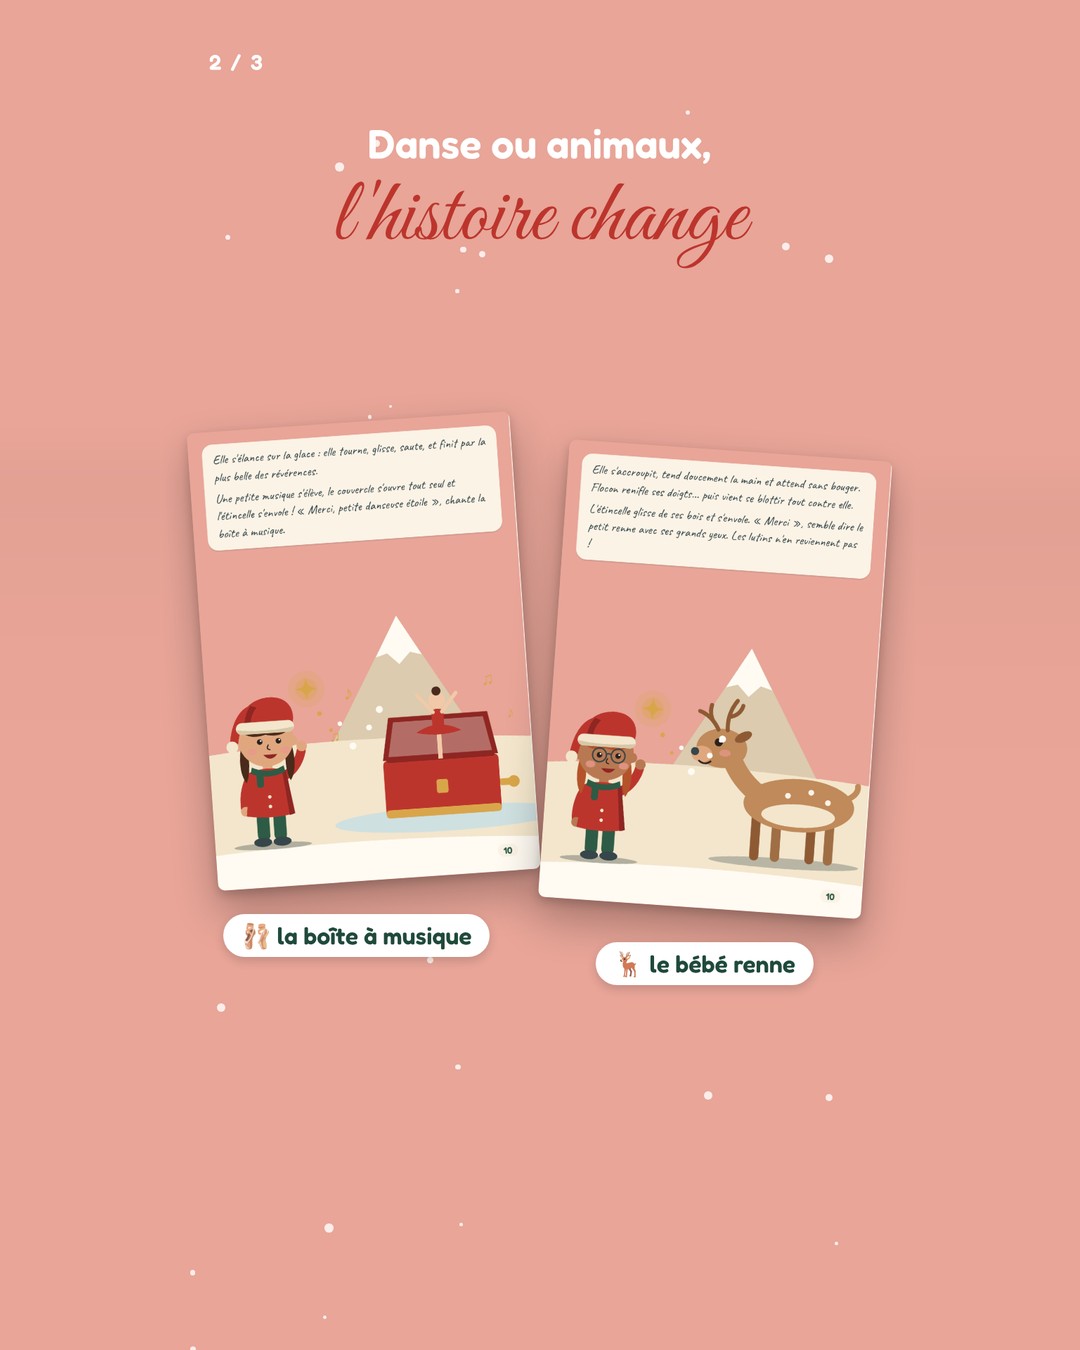 2 / 3
Danse ou animaux,
l'histoire change
Elle s'élance sur la glace : elle tourne, glisse, saute, et finit par la
plus belle des révérences.
Une petite musique s'élève, le couvercle s'ouvre tout seul et
l'étincelle s'envole ! « Merci, petite danseuse étoile », chante la
boîte à musique.
10
la boîte à musique
Elle s'accroupit, tend doucement la main et attend sans bouger.
Flocon renifle ses doigts... puis vient se blottir tout contre elle.
L'étincelle glisse de ses bois et s'envole. « Merci », semble dire le
petit renne avec ses grands yeux. Les lutins n'en reviennent pas
!
10
le bébé renne